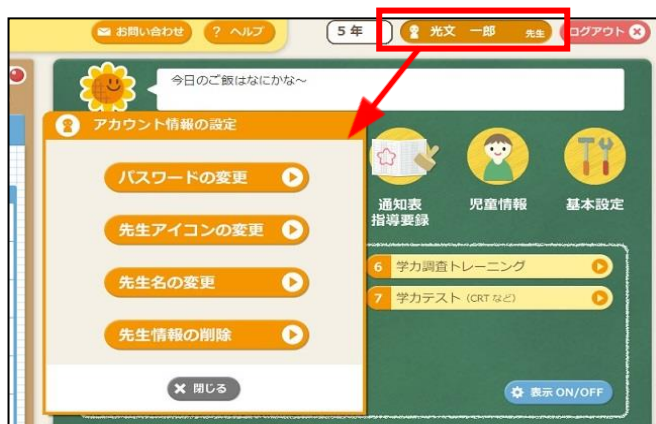 お問い合わせ
? ヘルプ
5 年
光文 一郎 先生
ログアウト
今日のご飯はなにかな～
アカウント情報の設定
パスワードの変更
先生アイコンの変更
先生名の変更
先生情報の削除
閉じる
通知表
指導要録
児童情報
基本設定
6 学力調査トレーニング
7 学力テスト (CRT など)
表示 ON/OFF